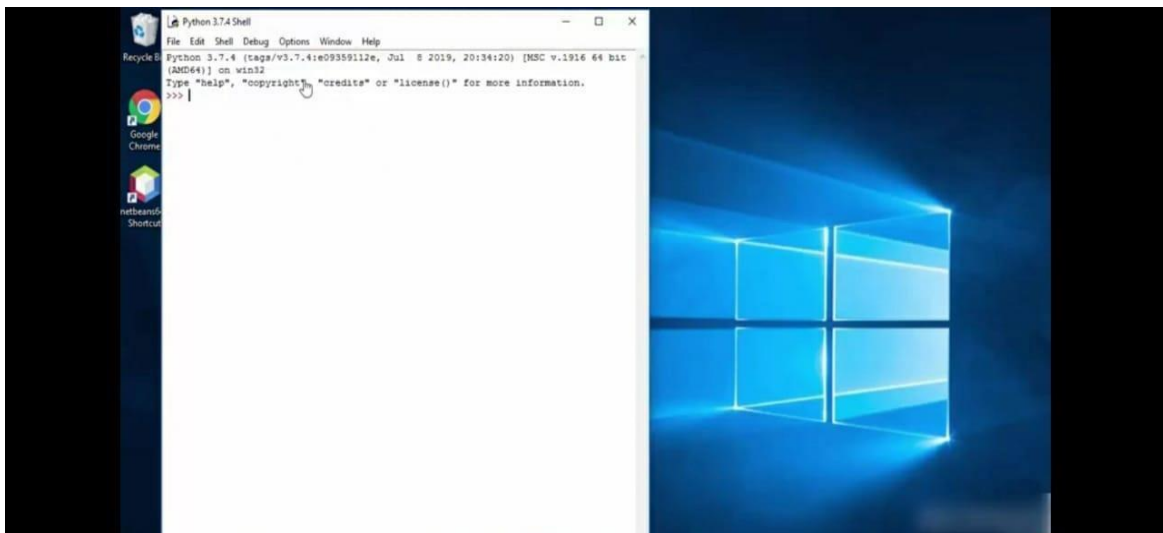 Python 3.7.4 Shell
File Edit Shell Debug Options Window Help
Python 3.7.4 (tags/v3.7.4:e09359112e, Jul 8 2019, 20:34:20) [MSC v.1916 64 bit
(AMD64)] on win32
Type "help", "copyright", "credits" or "license()" for more information.
>>>
Recycle B
Google
Chrome
netbeans6
Shortcut